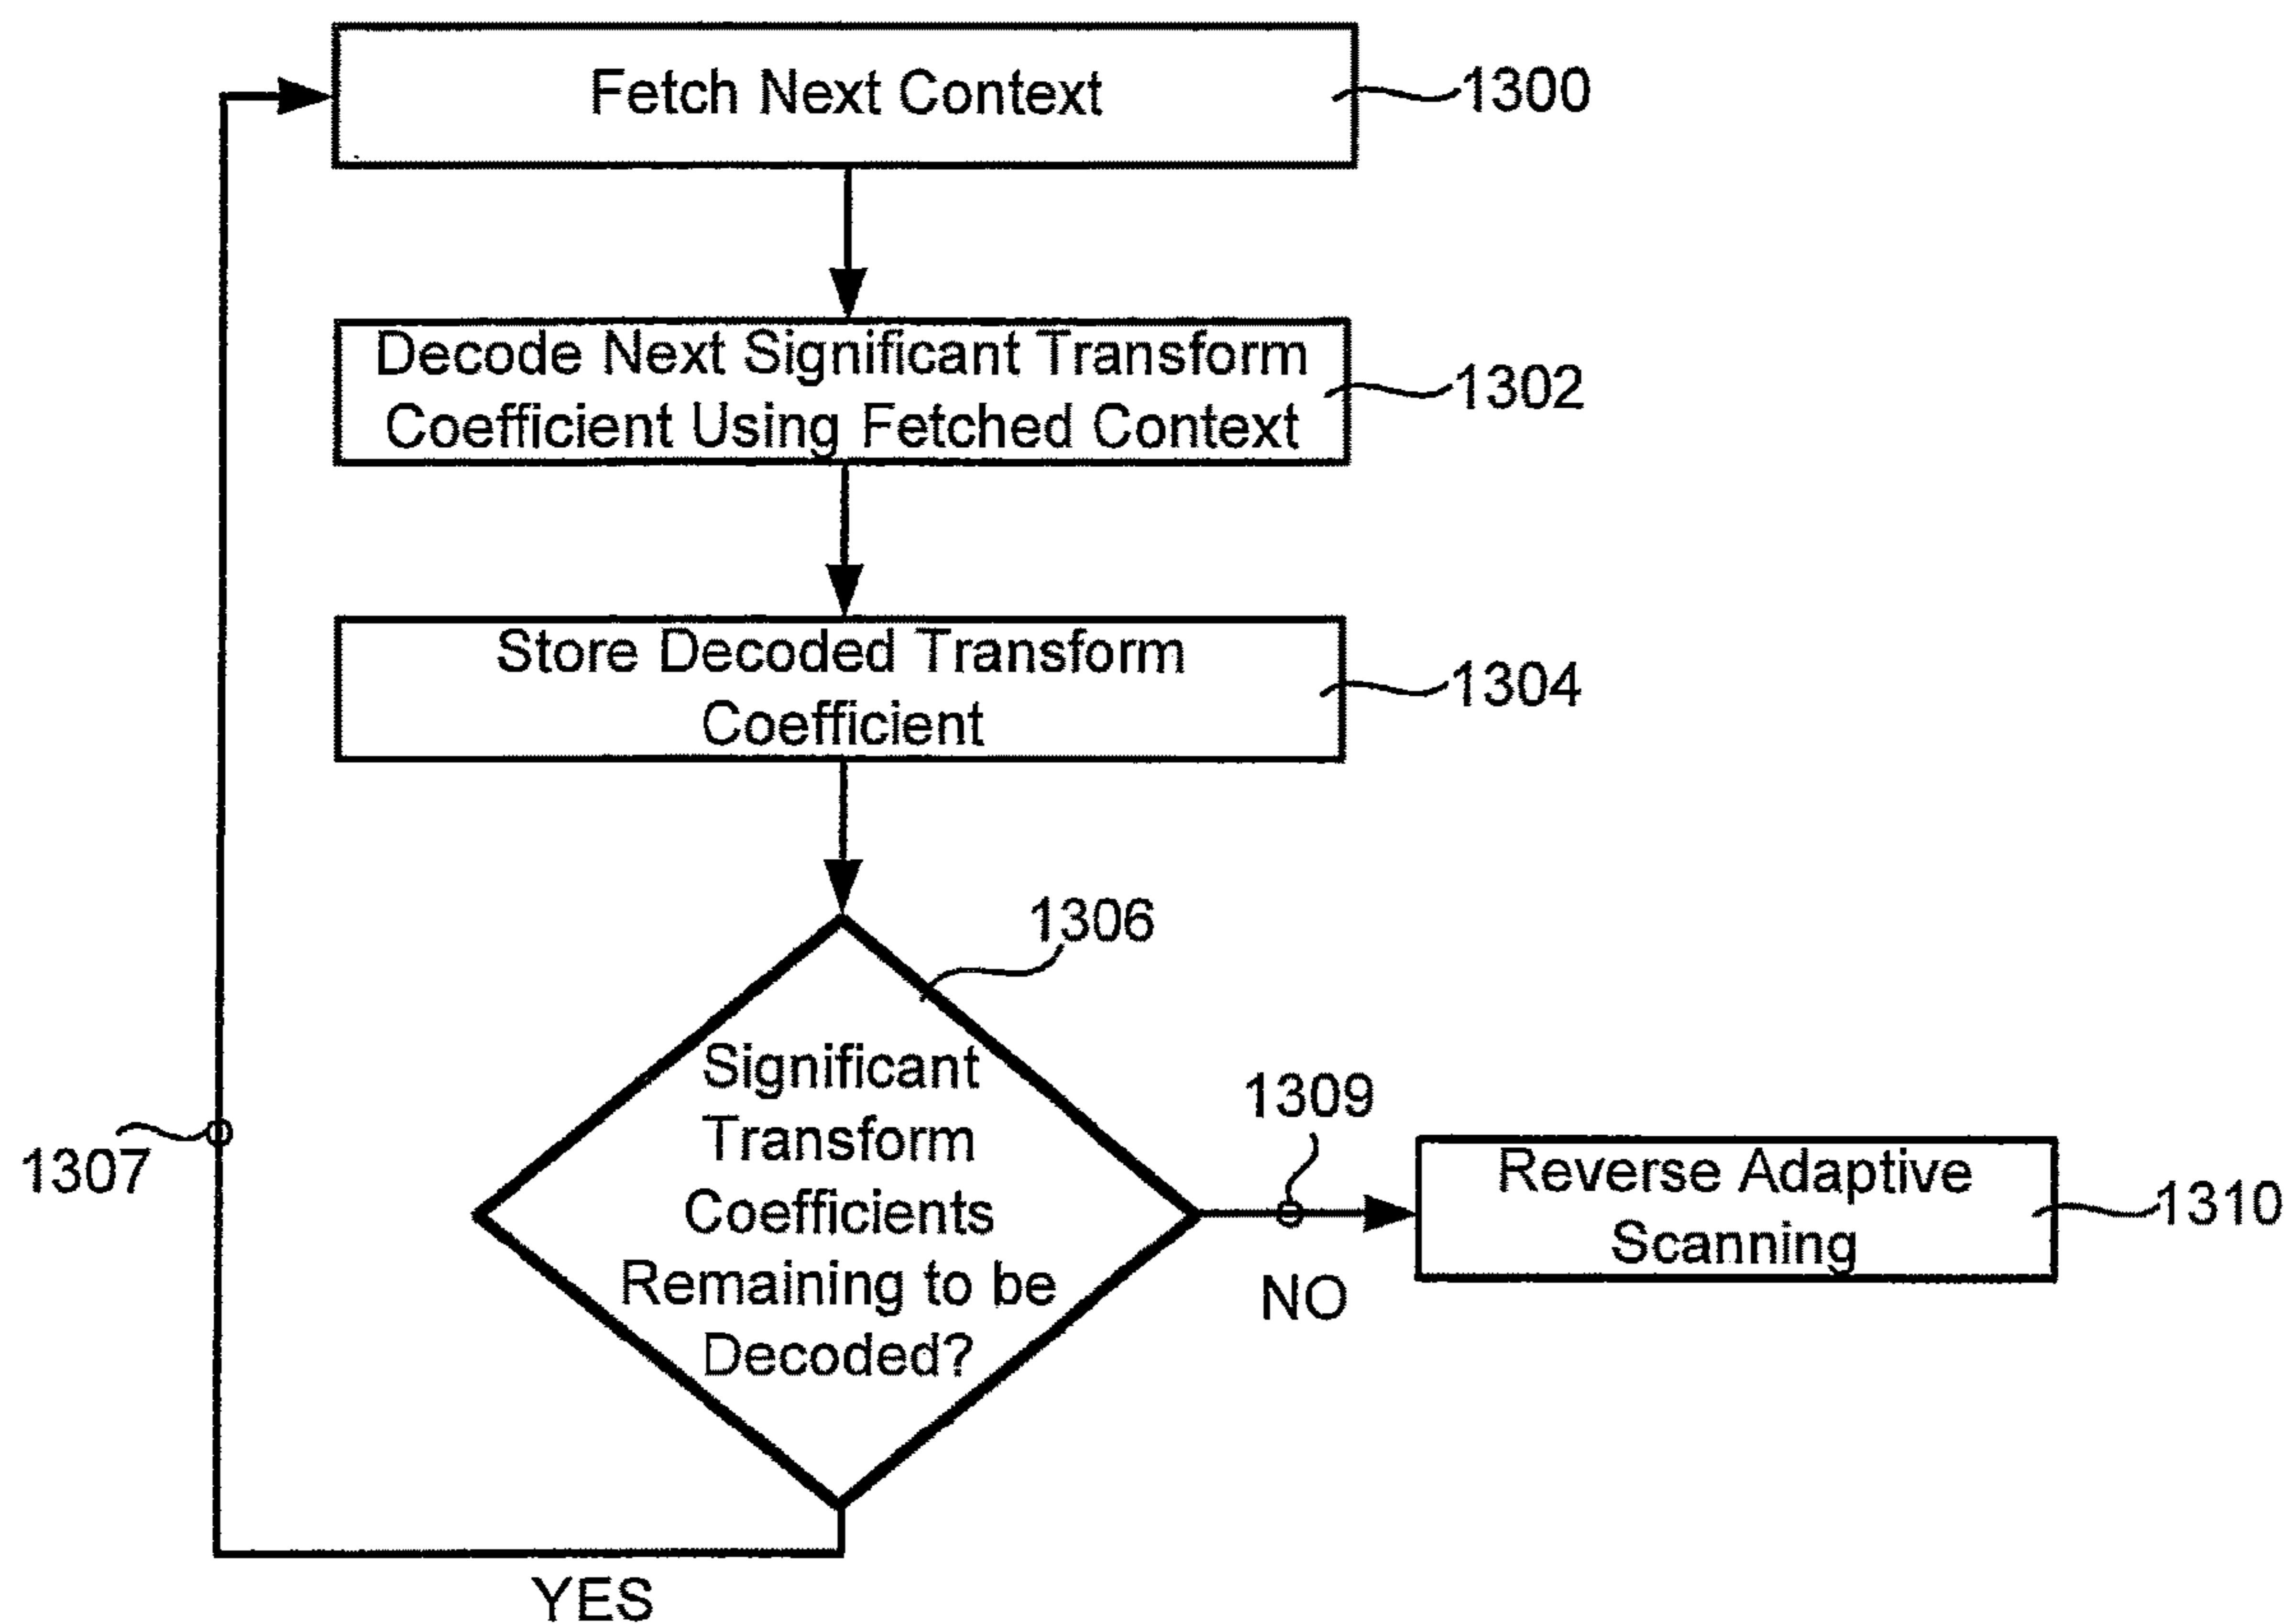 Fetch Next Context
1300
Decode Next Significant Transform
Coefficient Using Fetched Context
1302
Store Decoded Transform
Coefficient
1304
1306
Significant
Transform
Coefficients
Remaining to be
Decoded?
1307
1309
NO
Reverse Adaptive
Scanning
1310
YES